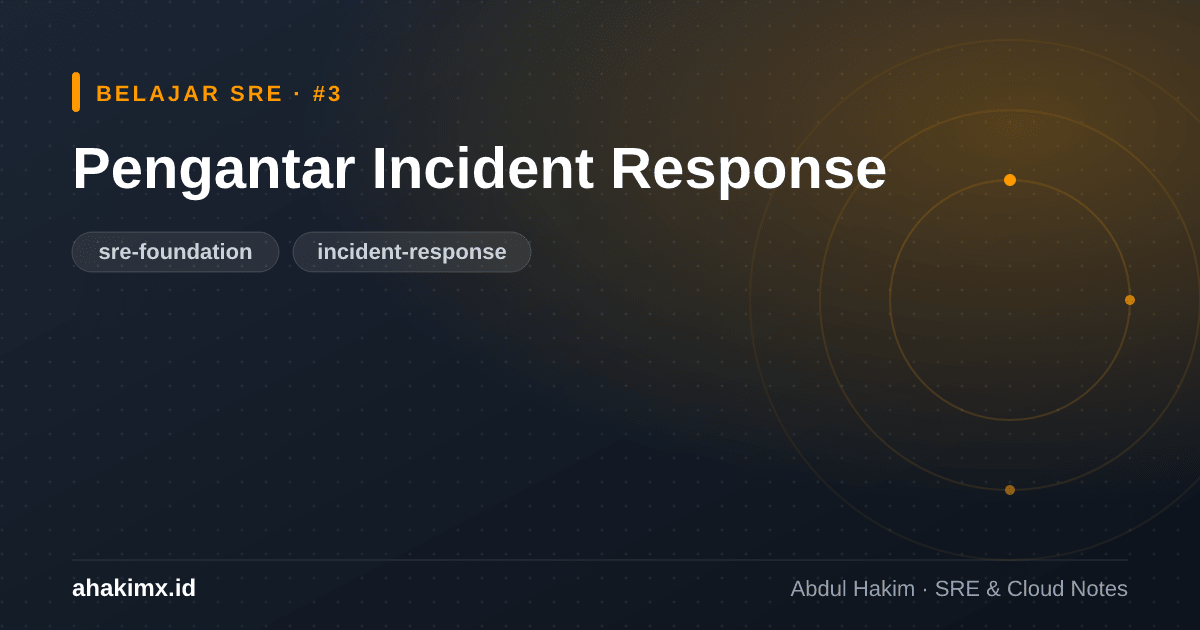 BELAJAR SRE · #3
Pengantar Incident Response
sre-foundation
incident-response
ahakimx.id
Abdul Hakim · SRE & Cloud Notes